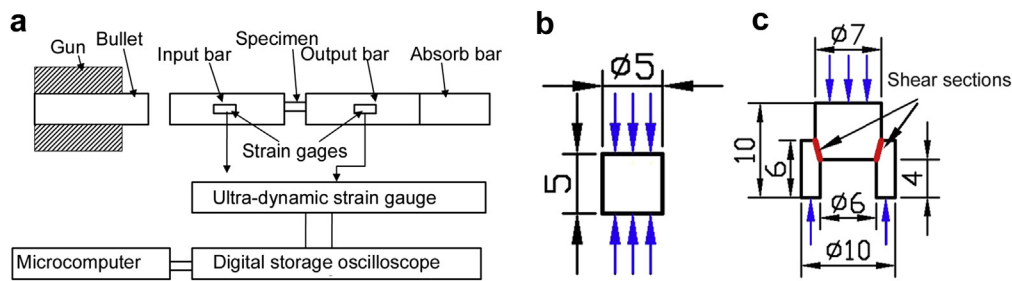 a
Gun
Bullet
Input bar
Specimen
Output bar
Absorb bar
Strain gages
Ultra-dynamic strain gauge
Microcomputer
Digital storage oscilloscope
b
ø5
5
c
ø7
Shear sections
10
6
4
ø6
ø10